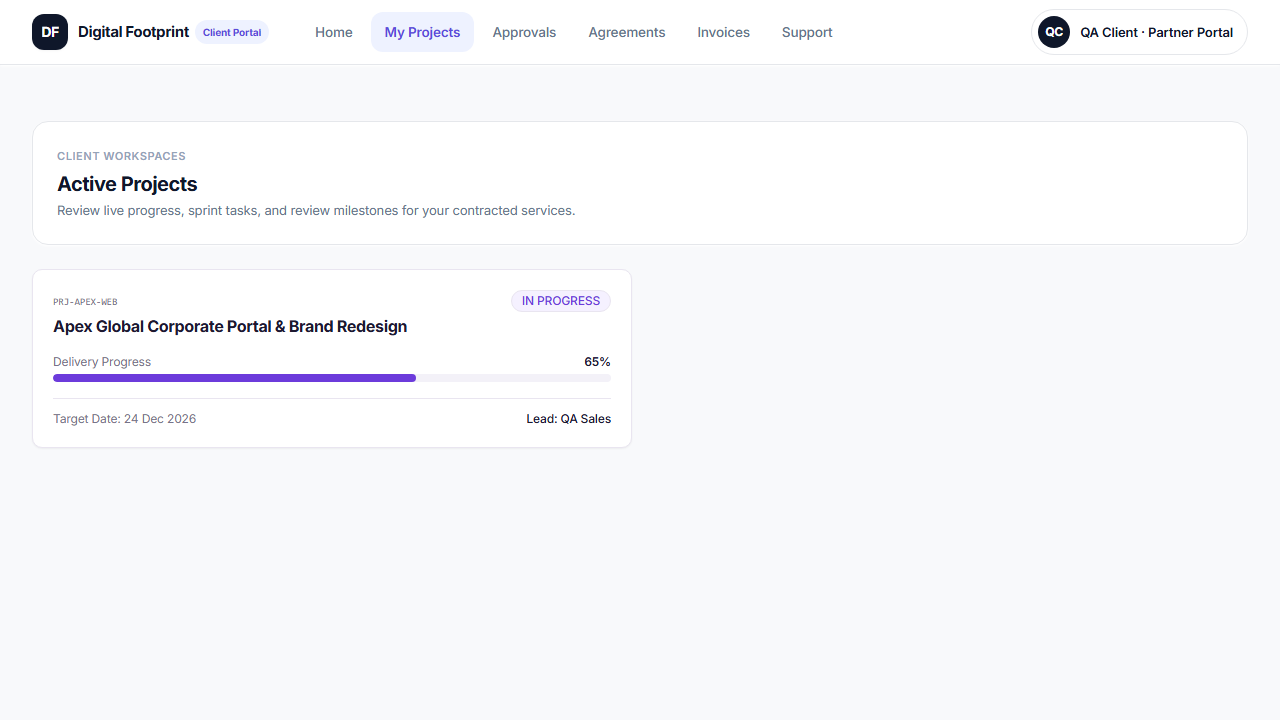 DF Digital Footprint Client Portal Home My Projects Approvals Agreements Invoices Support QC QA Client · Partner Portal
CLIENT WORKSPACES
Active Projects
Review live progress, sprint tasks, and review milestones for your contracted services.
PRJ-APEX-WEB IN PROGRESS
Apex Global Corporate Portal & Brand Redesign
Delivery Progress 65%
Target Date: 24 Dec 2026 Lead: QA Sales